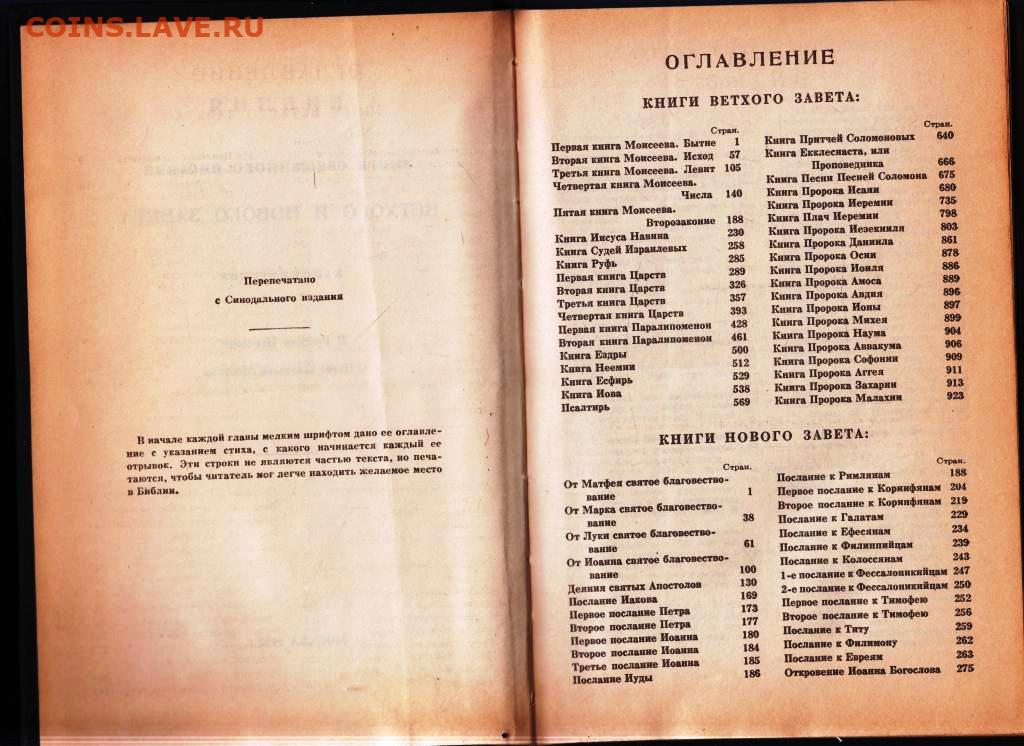 COINS.LAVE.RU
Перепечатано
с Синодального издания
В начале каждой главы мелким шрифтом дано ее оглавле-
ние с указанием стиха, с какого начинается каждый ее
отрывок. Эти строки не являются частью текста, но печа-
таются, чтобы читатель мог легче находить желаемое место
в Библии.
ОГЛАВЛЕНИЕ
КНИГИ ВЕТХОГО ЗАВЕТА:
Стран.
Первая книга Моисеева. Бытие 1
Вторая книга Моисеева. Исход 57
Третья книга Моисеева. Левит 105
Четвертая книга Моисеева.
Числа 140
Пятая книга Моисеева.
Второзаконие 188
Книга Иисуса Навина 230
Книга Судей Израилевых 258
Книга Руфь 285
Первая книга Царств 289
Вторая книга Царств 326
Третья книга Царств 357
Четвертая книга Царств 393
Первая книга Паралипоменон 428
Вторая книга Паралипоменон 461
Книга Ездры 500
Книга Неемии 512
Книга Есфирь 529
Книга Иова 538
Псалтирь 569
Стран.
Книга Притчей Соломоновых 640
Книга Екклесиаста, или
Проповедника 666
Книга Песни Песней Соломона 675
Книга Пророка Исаии 680
Книга Пророка Иеремии 735
Книга Плач Иеремии 798
Книга Пророка Иезекииля 803
Книга Пророка Даниила 861
Книга Пророка Осии 878
Книга Пророка Иоиля 886
Книга Пророка Амоса 889
Книга Пророка Авдия 896
Книга Пророка Ионы 897
Книга Пророка Михея 899
Книга Пророка Наума 904
Книга Пророка Аввакума 906
Книга Пророка Софонии 909
Книга Пророка Аггея 911
Книга Пророка Захарии 913
Книга Пророка Малахии 923
КНИГИ НОВОГО ЗАВЕТА:
Стран.
От Матфея святое благовество-
вание 1
От Марка святое благовество-
вание 38
От Луки святое благовество-
вание 61
От Иоанна святое благовество-
вание 100
Деяния святых Апостолов 130
Послание Иакова 169
Первое послание Петра 173
Второе послание Петра 177
Первое послание Иоанна 180
Второе послание Иоанна 184
Третье послание Иоанна 185
Послание Иуды 186
Стран.
Послание к Римлянам 188
Первое послание к Коринфянам 204
Второе послание к Коринфянам 219
Послание к Галатам 229
Послание к Ефесянам 234
Послание к Филиппийцам 239
Послание к Колоссянам 243
1-е послание к Фессалоникийцам 247
2-е послание к Фессалоникийцам 250
Первое послание к Тимофею 252
Второе послание к Тимофею 256
Послание к Титу 259
Послание к Филимону 262
Послание к Евреям 263
Откровение Иоанна Богослова 275